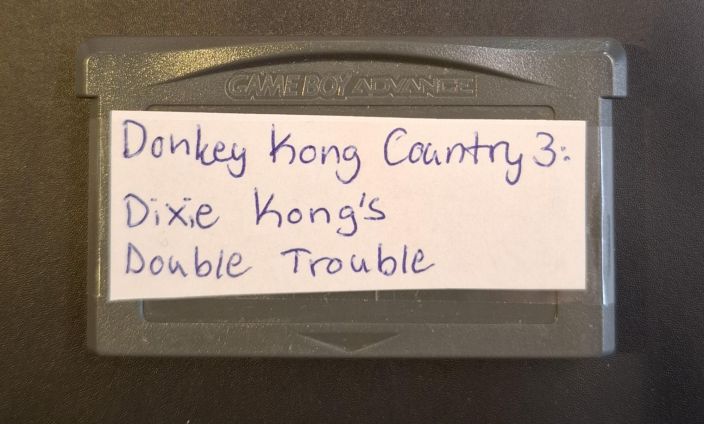 GAME BOY ADVANCE
Donkey Kong Country 3:
Dixie Kong's
Double Trouble